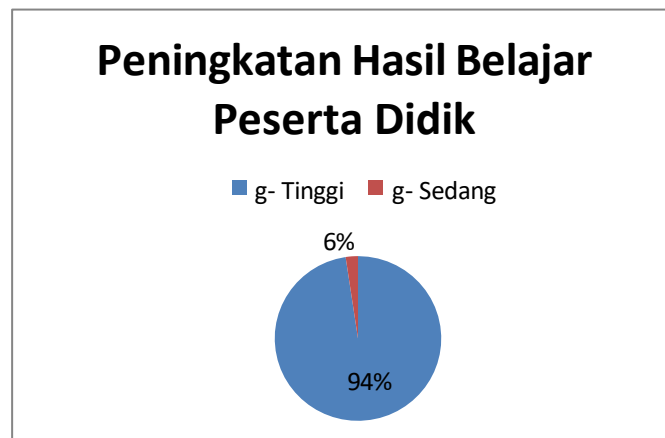 Peningkatan Hasil Belajar
Peserta Didik
g- Tinggi g- Sedang
6%
94%